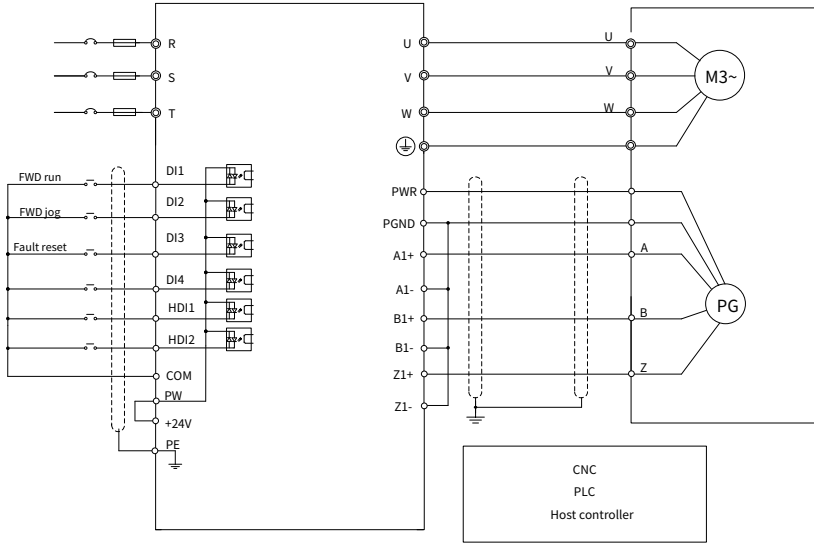 R
S
T
FWD run
FWD jog
Fault reset
DI1
DI2
DI3
DI4
HDI1
HDI2
COM
PW
+24V
PE
U
V
W
PWR
PGND
A1+
A1-
B1+
B1-
Z1+
Z1-
U
V
W
A
B
Z
M3~
PG
CNC
PLC
Host controller